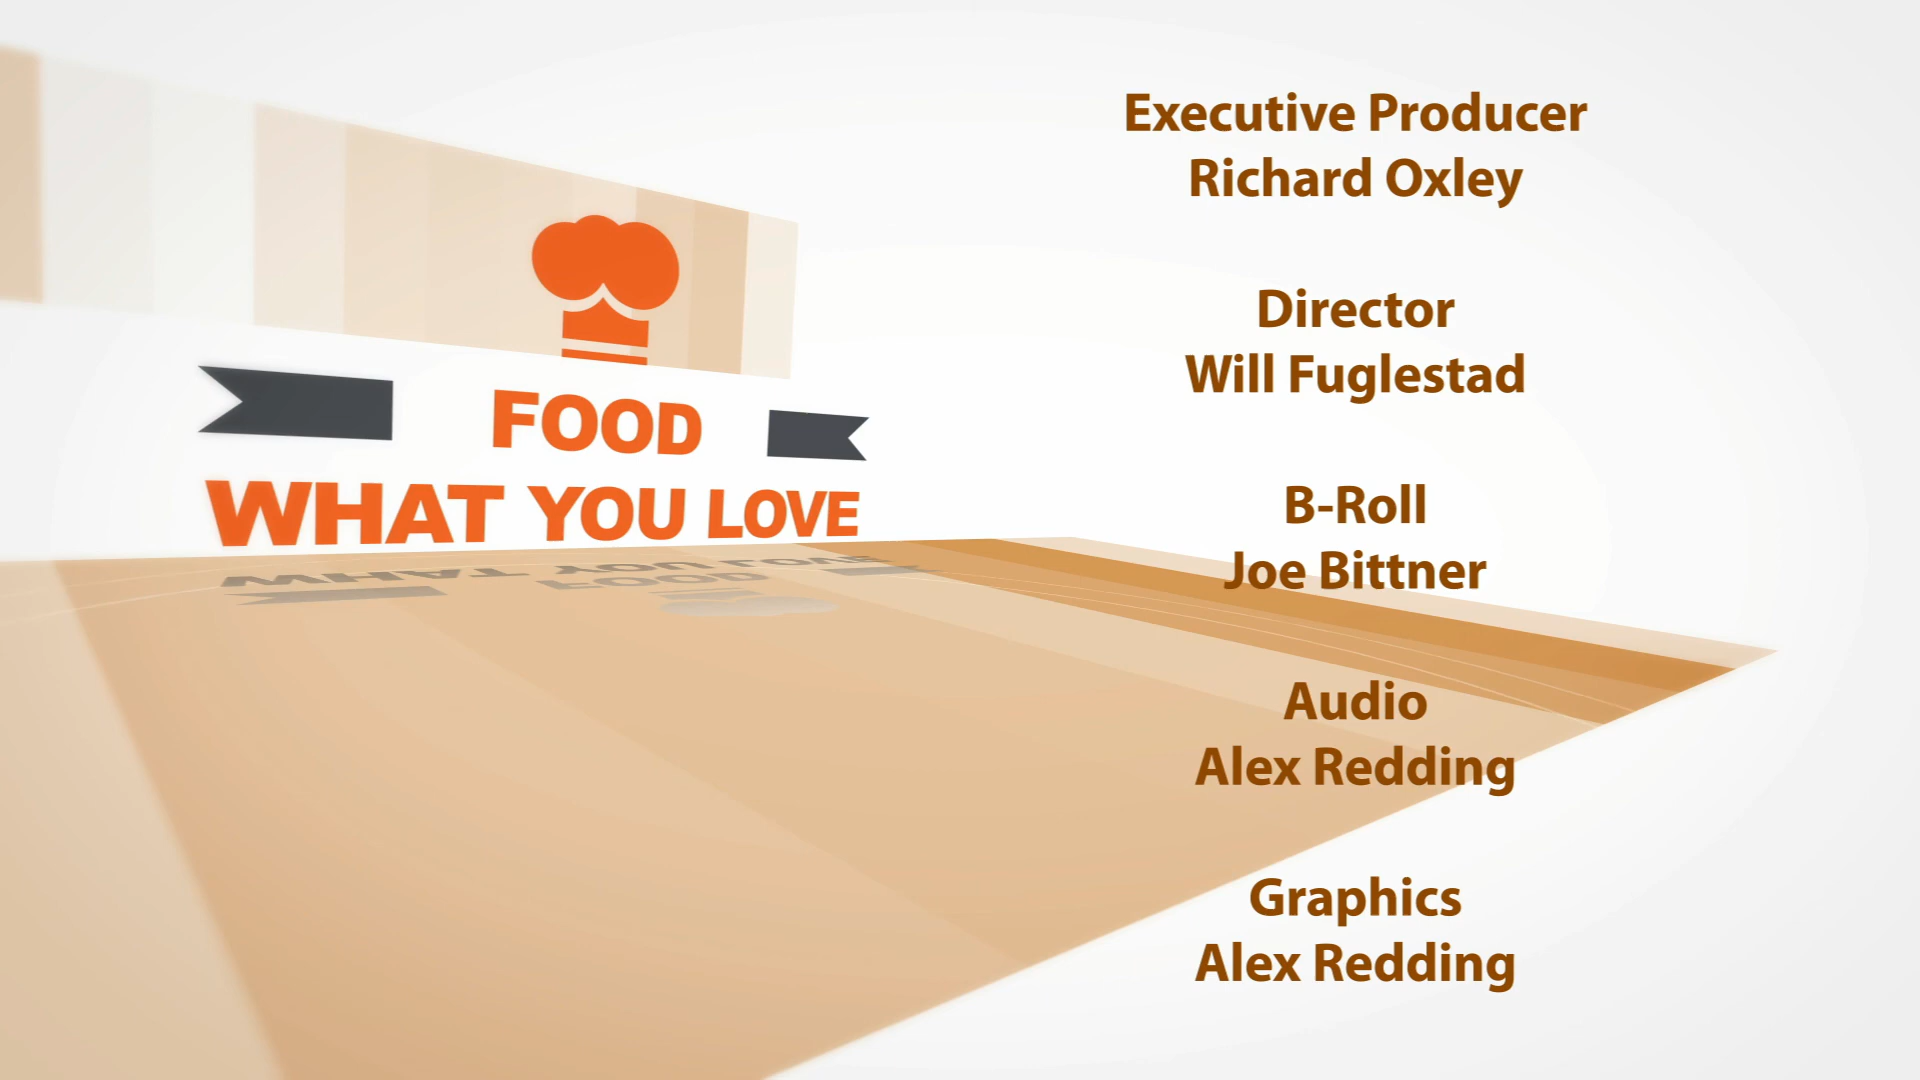 FOOD
WHAT YOU LOVE
Executive Producer
Richard Oxley
Director
Will Fuglestad
B-Roll
Joe Bittner
Audio
Alex Redding
Graphics
Alex Redding